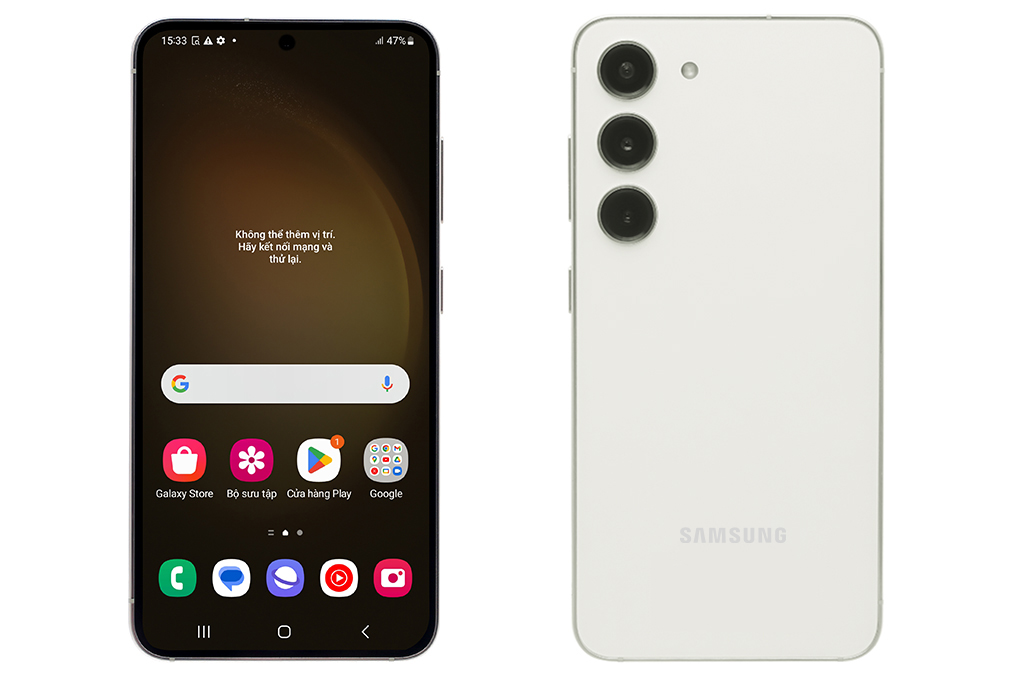 15:33
47%
Không thể thêm vị trí.
Hãy kết nối mạng và
thử lại.
1
Galaxy Store
Bộ sưu tập
Cửa hàng Play
Google
SAMSUNG